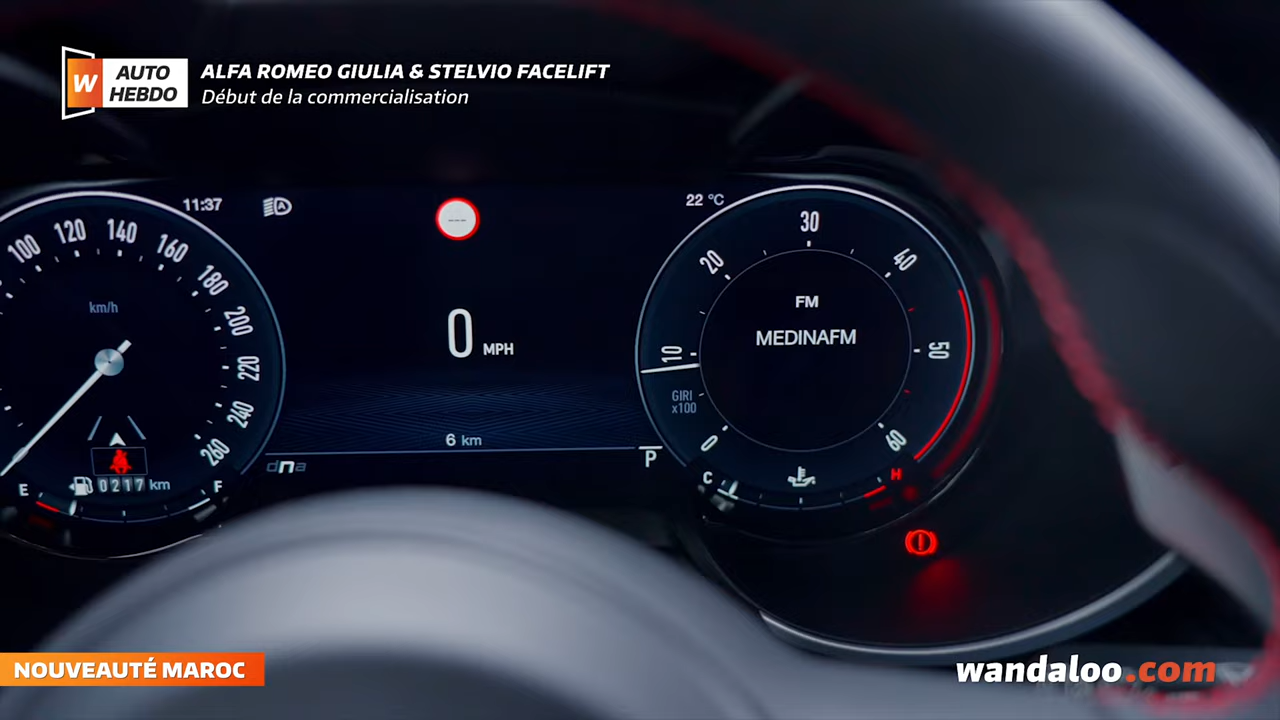 W
AUTO
HEBDO
ALFA ROMEO GIULIA & STELVIO FACELIFT
Début de la commercialisation
11:37
22 °C
100 120 140 160 180 200 220 240 260
km/h
0 MPH
6 km
dna
P
E
F
0217 km
0 10 20 30 40 50 60
FM
MEDINAFM
GIRI
x100
C
H
NOUVEAUTÉ MAROC
wandaloo.com